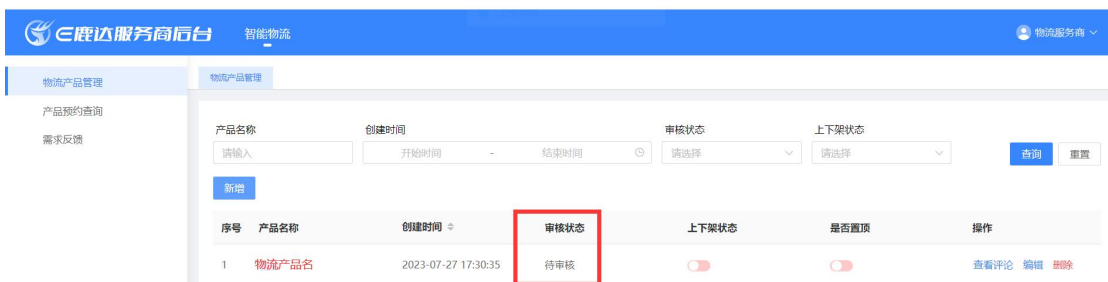 E鹿达服务商后台 智能物流 物流服务商
物流产品管理 物流产品管理
产品预约查询
需求反馈
产品名称 创建时间 审核状态 上下架状态
请输入 开始时间 - 结束时间 请选择 请选择 查询 重置
新增
序号 产品名称 创建时间 审核状态 上下架状态 是否置顶 操作
1 物流产品名 2023-07-27 17:30:35 待审核 查看评论 编辑 删除